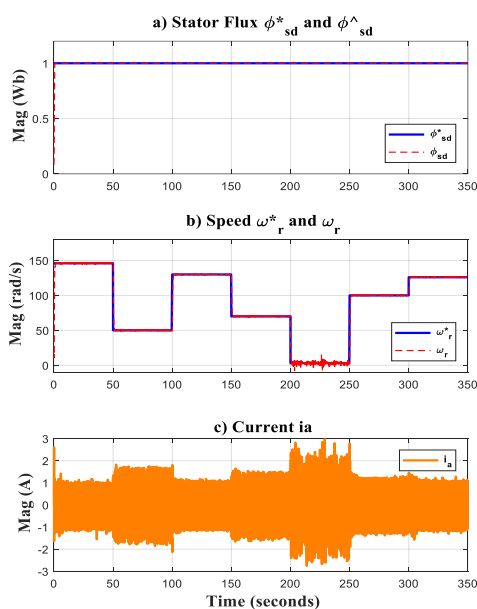 a) Stator Flux ϕ*sd and ϕ^sd
Mag (Wb)
1
0.5
0
ϕ*sd
ϕsd
0 50 100 150 200 250 300 350
b) Speed ω*r and ωr
Mag (rad/s)
150
100
50
0
ω*r
ωr
0 50 100 150 200 250 300 350
c) Current ia
Mag (A)
3
2
1
0
-1
-2
-3
ia
0 50 100 150 200 250 300 350
Time (seconds)